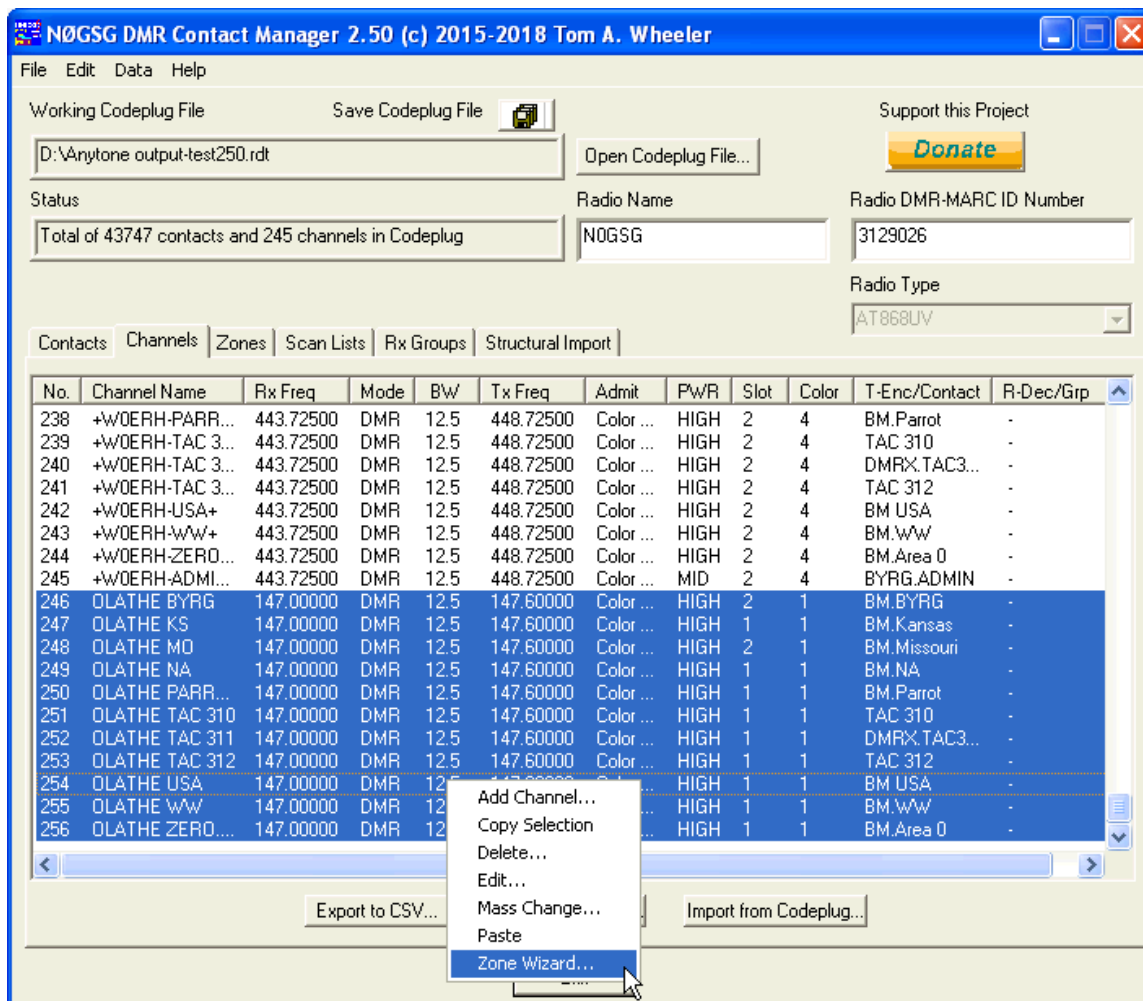 NØGSG DMR Contact Manager 2.50 (c) 2015-2018 Tom A. Wheeler
File Edit Data Help
Working Codeplug File Save Codeplug File Support this Project
D:\Anytone output-test250.rdt Open Codeplug File... Donate
Status Radio Name Radio DMR-MARC ID Number
Total of 43747 contacts and 245 channels in Codeplug N0GSG 3129026
Radio Type
AT868UV
Contacts Channels Zones Scan Lists Rx Groups Structural Import
No. Channel Name Rx Freq Mode BW Tx Freq Admit PWR Slot Color T-Enc/Contact R-Dec/Grp
238 +W0ERH-PARR... 443.72500 DMR 12.5 448.72500 Color ... HIGH 2 4 BM.Parrot -
239 +W0ERH-TAC 3... 443.72500 DMR 12.5 448.72500 Color ... HIGH 2 4 TAC 310 -
240 +W0ERH-TAC 3... 443.72500 DMR 12.5 448.72500 Color ... HIGH 2 4 DMRX.TAC3... -
241 +W0ERH-TAC 3... 443.72500 DMR 12.5 448.72500 Color ... HIGH 2 4 TAC 312 -
242 +W0ERH-USA+ 443.72500 DMR 12.5 448.72500 Color ... HIGH 2 4 BM USA -
243 +W0ERH-WW+ 443.72500 DMR 12.5 448.72500 Color ... HIGH 2 4 BM.WW -
244 +W0ERH-ZERO... 443.72500 DMR 12.5 448.72500 Color ... HIGH 2 4 BM.Area 0 -
245 +W0ERH-ADMI... 443.72500 DMR 12.5 448.72500 Color ... MID 2 4 BYRG.ADMIN -
246 OLATHE BYRG 147.00000 DMR 12.5 147.60000 Color ... HIGH 2 1 BM.BYRG -
247 OLATHE KS 147.00000 DMR 12.5 147.60000 Color ... HIGH 1 1 BM.Kansas -
248 OLATHE MO 147.00000 DMR 12.5 147.60000 Color ... HIGH 2 1 BM.Missouri -
249 OLATHE NA 147.00000 DMR 12.5 147.60000 Color ... HIGH 1 1 BM.NA -
250 OLATHE PARR... 147.00000 DMR 12.5 147.60000 Color ... HIGH 1 1 BM.Parrot -
251 OLATHE TAC 310 147.00000 DMR 12.5 147.60000 Color ... HIGH 1 1 TAC 310 -
252 OLATHE TAC 311 147.00000 DMR 12.5 147.60000 Color ... HIGH 1 1 DMRX.TAC3... -
253 OLATHE TAC 312 147.00000 DMR 12.5 147.60000 Color ... HIGH 1 1 TAC 312 -
254 OLATHE USA 147.00000 DMR HIGH 1 1 BM USA -
255 OLATHE WW 147.00000 DMR 12 HIGH 1 1 BM.WW -
256 OLATHE ZERO.... 147.00000 DMR 12 HIGH 1 1 BM.Area 0 -
Add Channel...
Copy Selection
Delete...
Edit...
Mass Change...
Paste
Zone Wizard...
Export to CSV... Import from Codeplug...